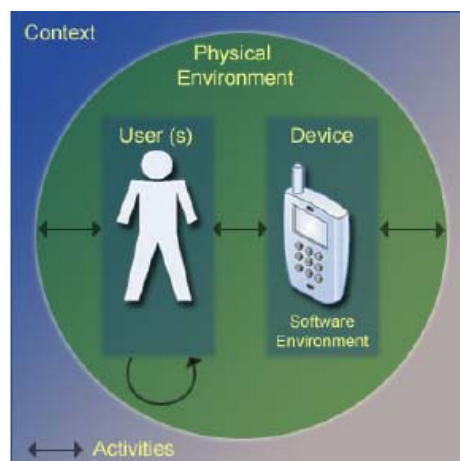 Context
Physical
Environment
User (s)
Device
Software
Environment
Activities